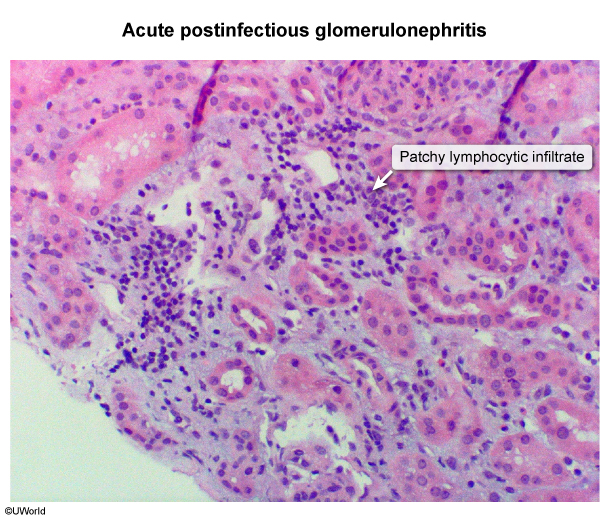 Acute postinfectious glomerulonephritis
Patchy lymphocytic infiltrate
©UWorld